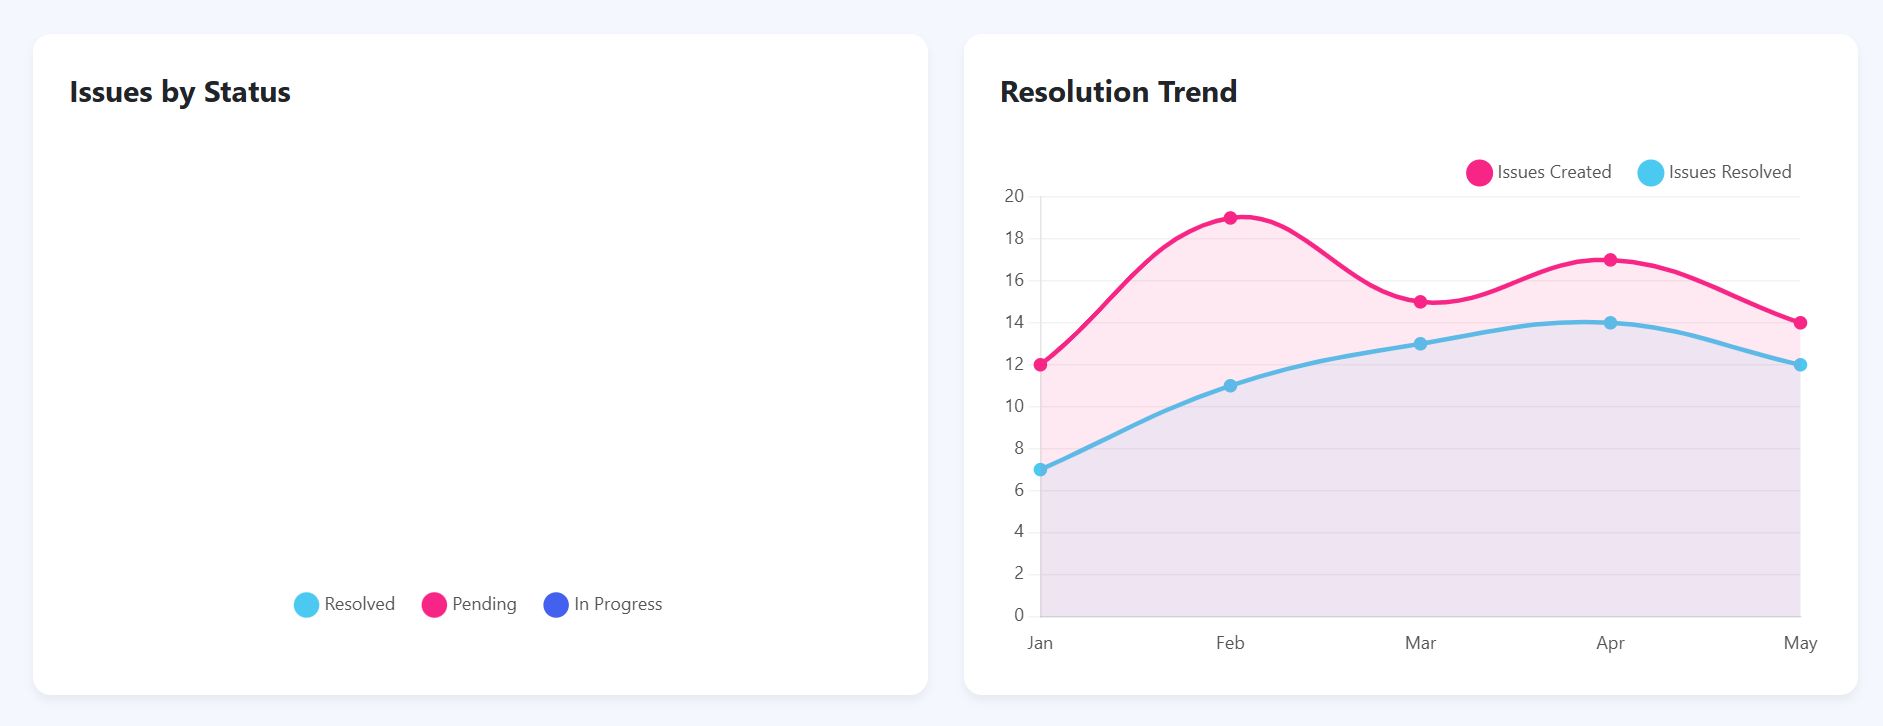 Issues by Status
Resolved Pending In Progress
Resolution Trend
Issues Created Issues Resolved
20
18
16
14
12
10
8
6
4
2
0
Jan Feb Mar Apr May